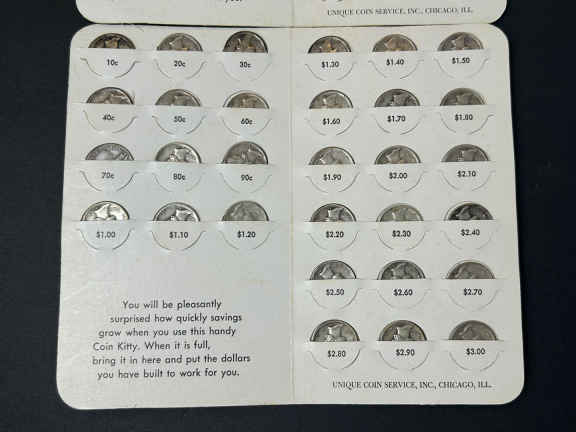 UNIQUE COIN SERVICE, INC., CHICAGO, ILL.
10c 20c 30c
40c 50c 60c
70c 80c 90c
$1.00 $1.10 $1.20
You will be pleasantly
surprised how quickly savings
grow when you use this handy
Coin Kitty. When it is full,
bring it in here and put the dollars
you have built to work for you.
$1.30 $1.40 $1.50
$1.60 $1.70 $1.80
$1.90 $2.00 $2.10
$2.20 $2.30 $2.40
$2.50 $2.60 $2.70
$2.80 $2.90 $3.00
UNIQUE COIN SERVICE, INC., CHICAGO, ILL.